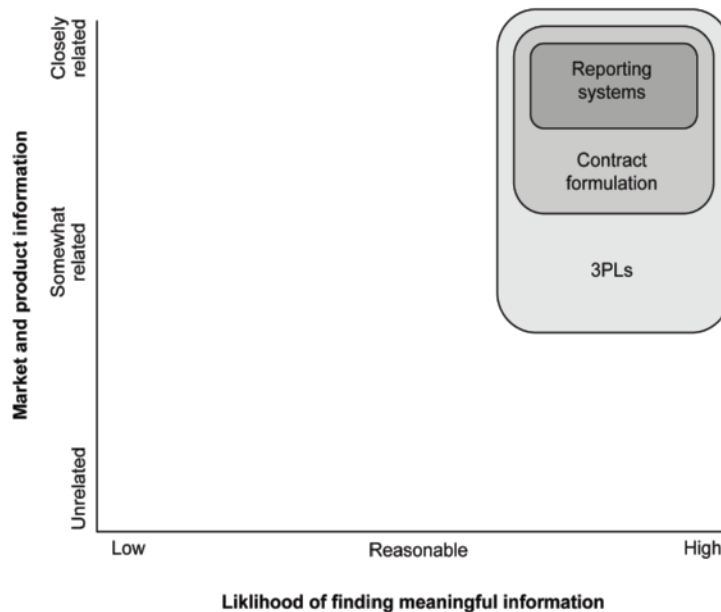 Market and product information
Closely
related
Somewhat
related
Unrelated
Reporting
systems
Contract
formulation
3PLs
Low
Reasonable
High
Liklihood of finding meaningful information